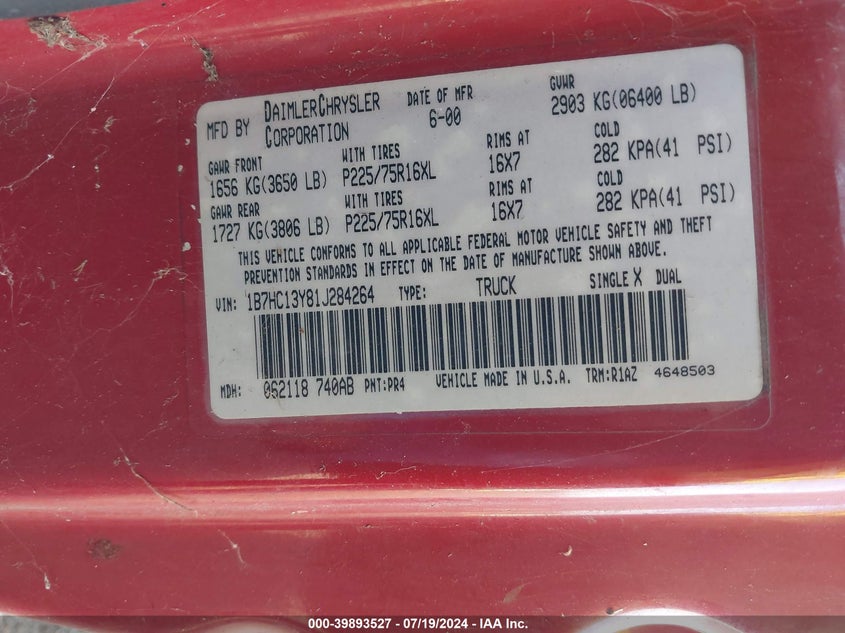 MFD BY DAIMLERCHRYSLER CORPORATION DATE OF MFR 6-00 GVWR 2903 KG(06400 LB)
GAWR FRONT WITH TIRES RIMS AT COLD
1656 KG(3650 LB) P225/75R16XL 16X7 282 KPA(41 PSI)
GAWR REAR WITH TIRES RIMS AT COLD
1727 KG(3806 LB) P225/75R16XL 16X7 282 KPA(41 PSI)
THIS VEHICLE CONFORMS TO ALL APPLICABLE FEDERAL MOTOR VEHICLE SAFETY AND THEFT
PREVENTION STANDARDS IN EFFECT ON THE DATE OF MANUFACTURE SHOWN ABOVE.
VIN: 1B7HC13Y81J284264 TYPE: TRUCK SINGLE X DUAL
MDH: 062118 740AB PNT:PR4 VEHICLE MADE IN U.S.A. TRM:R1AZ 4648503
000-39893527 - 07/19/2024 - IAA Inc.